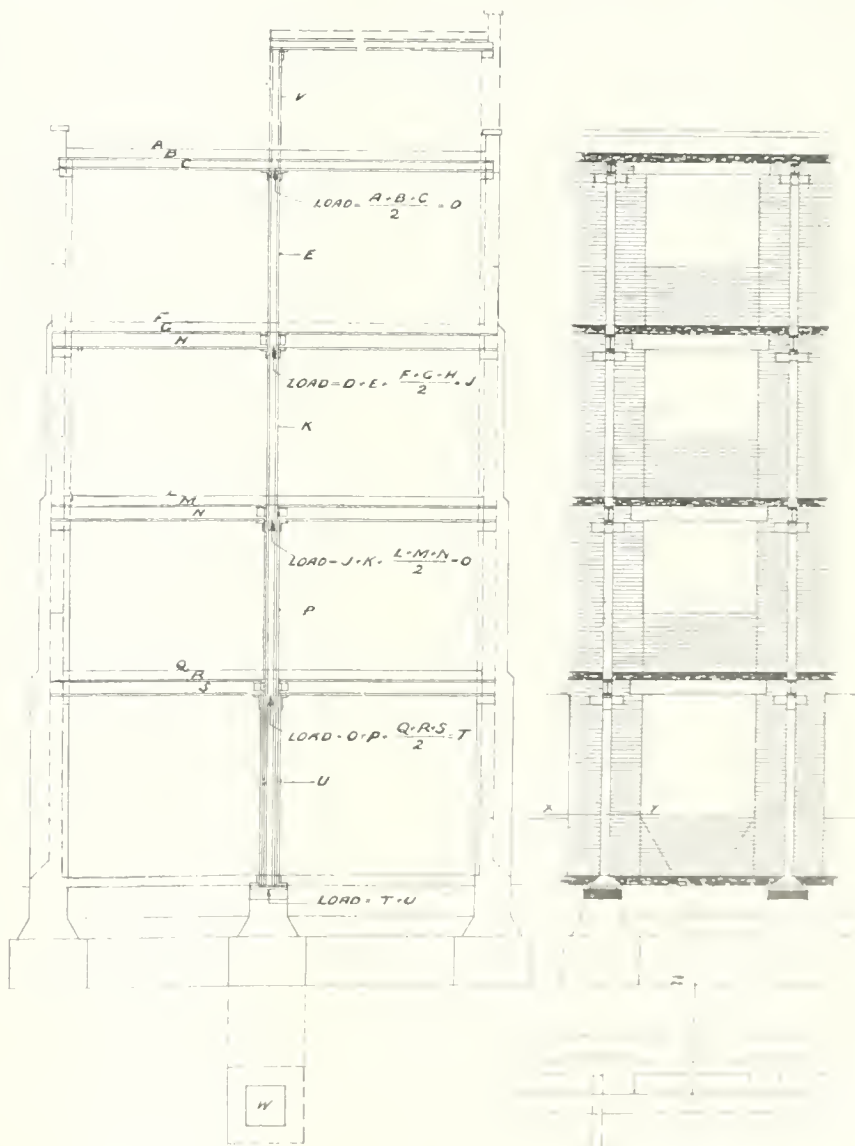 V
A
B
C
LOAD = A+B+C / 2 = D
E
F
G
H
LOAD = D+E+ F+G+H / 2 = J
K
L
M
N
LOAD = J+K+ L+M+N / 2 = O
P
Q
R
S
LOAD = O+P+ Q+R+S / 2 = T
U
X Y
LOAD = T+U
W